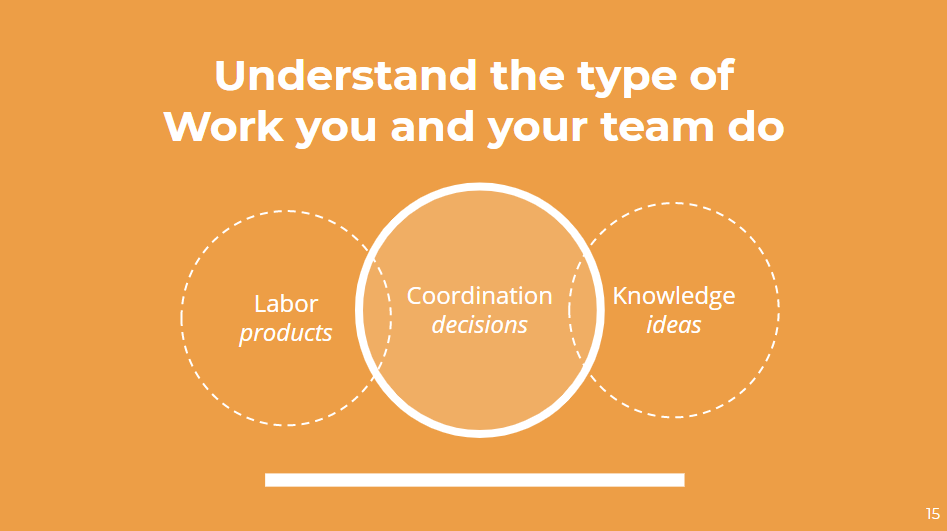 Understand the type of
Work you and your team do
Labor
products
Coordination
decisions
Knowledge
ideas
15